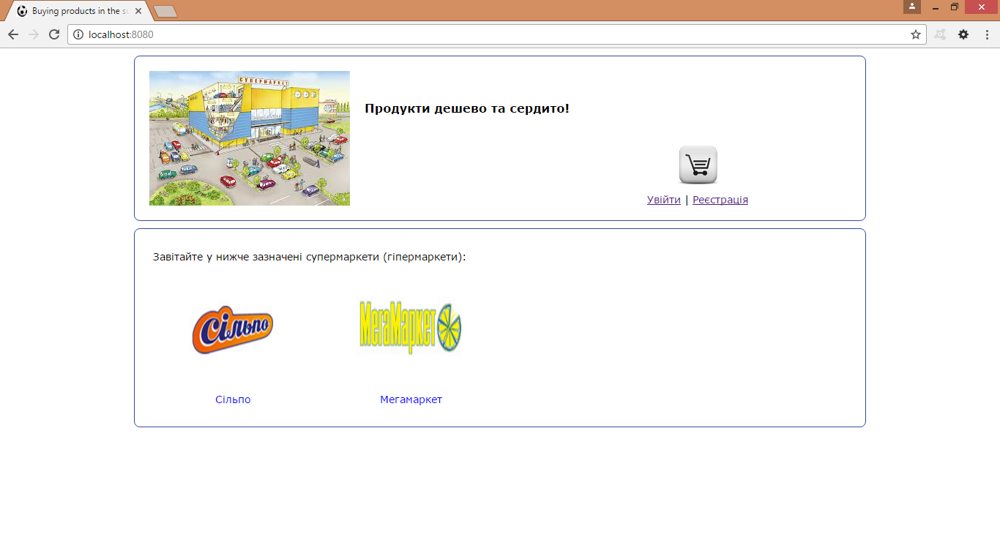 Buying products in the su
localhost:8080
СУПЕРМАРКЕТ
Продукти дешево та сердито!
Увійти | Реєстрація
Завітайте у нижче зазначені супермаркети (гіпермаркети):
Сільпо
МегаМаркет
Сільпо
Мегамаркет